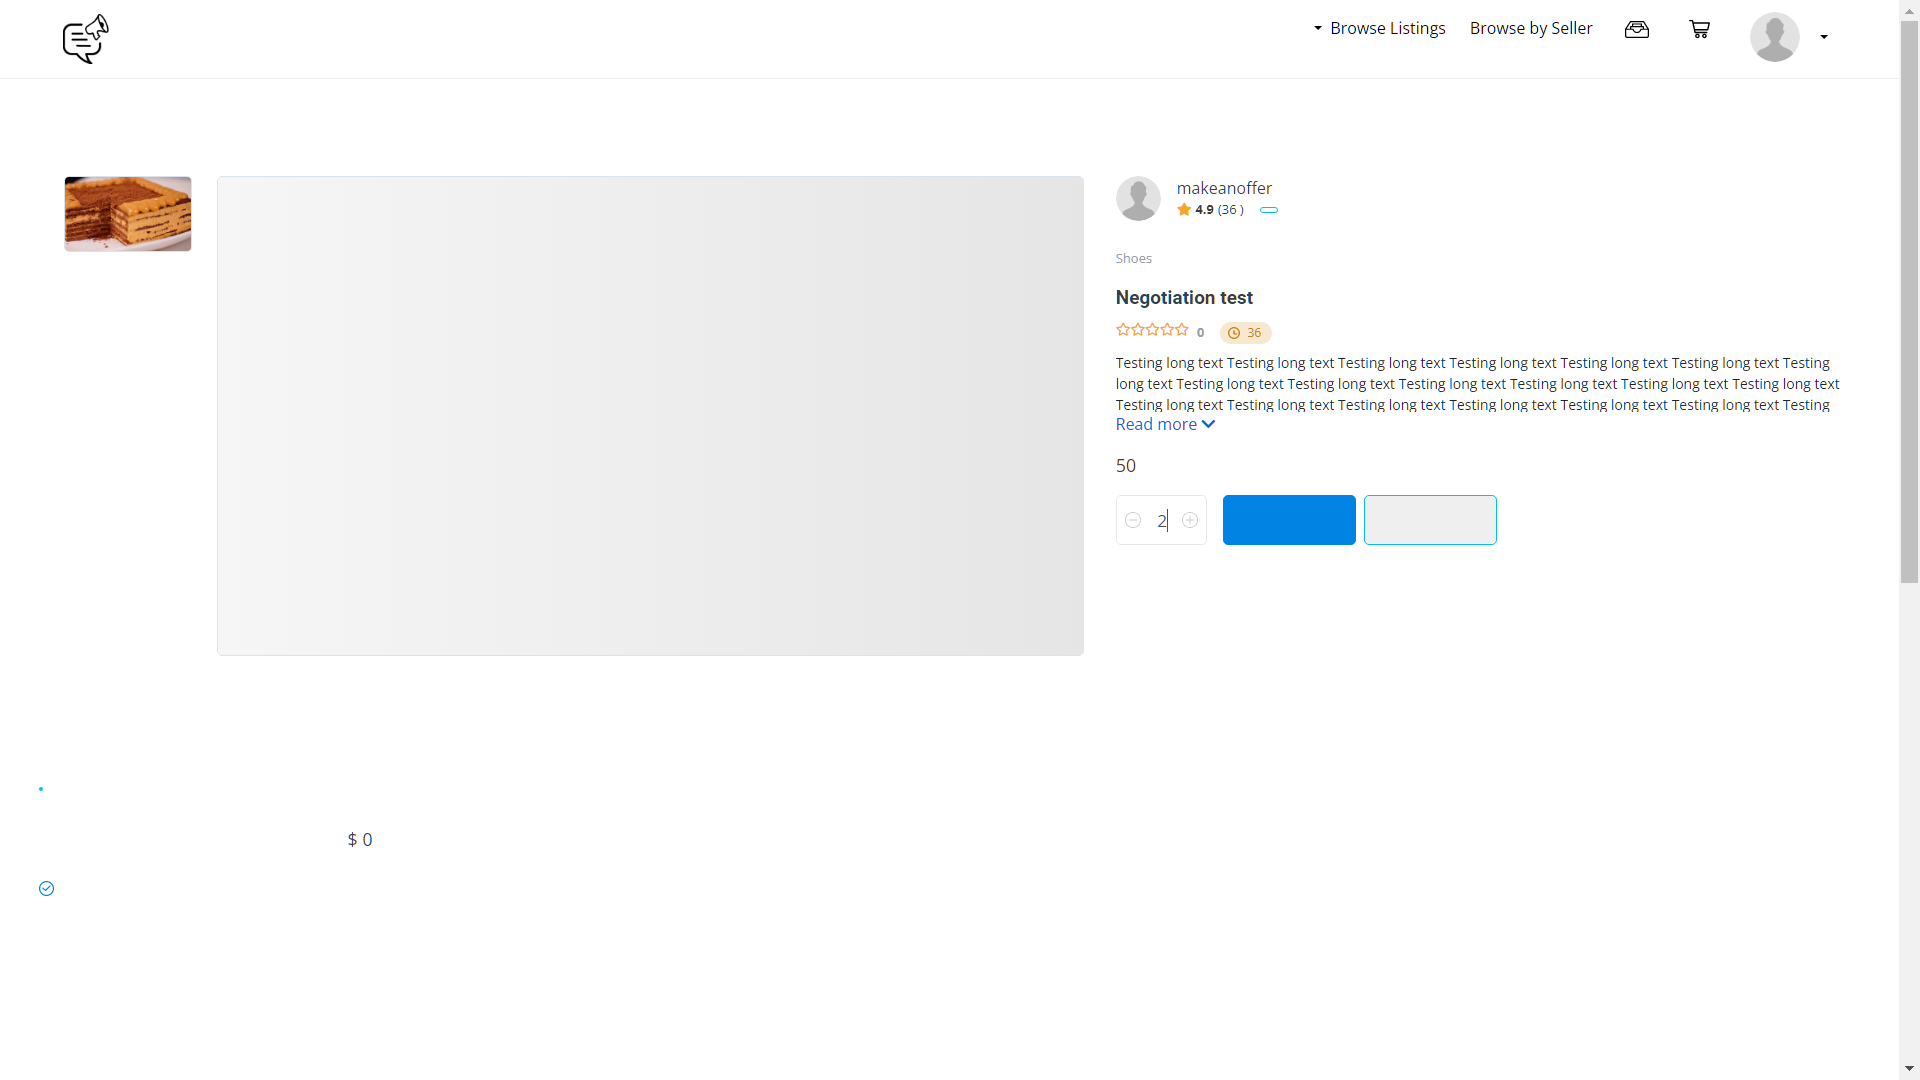 Browse Listings
Browse by Seller
makeanoffer
4.9 (36 )
Shoes
Negotiation test
0
36
Testing long text Testing long text Testing long text Testing long text Testing long text Testing long text Testing
long text Testing long text Testing long text Testing long text Testing long text Testing long text Testing long text
Testing long text Testing long text Testing long text Testing long text Testing long text Testing long text Testing
Read more
50
2
$ 0